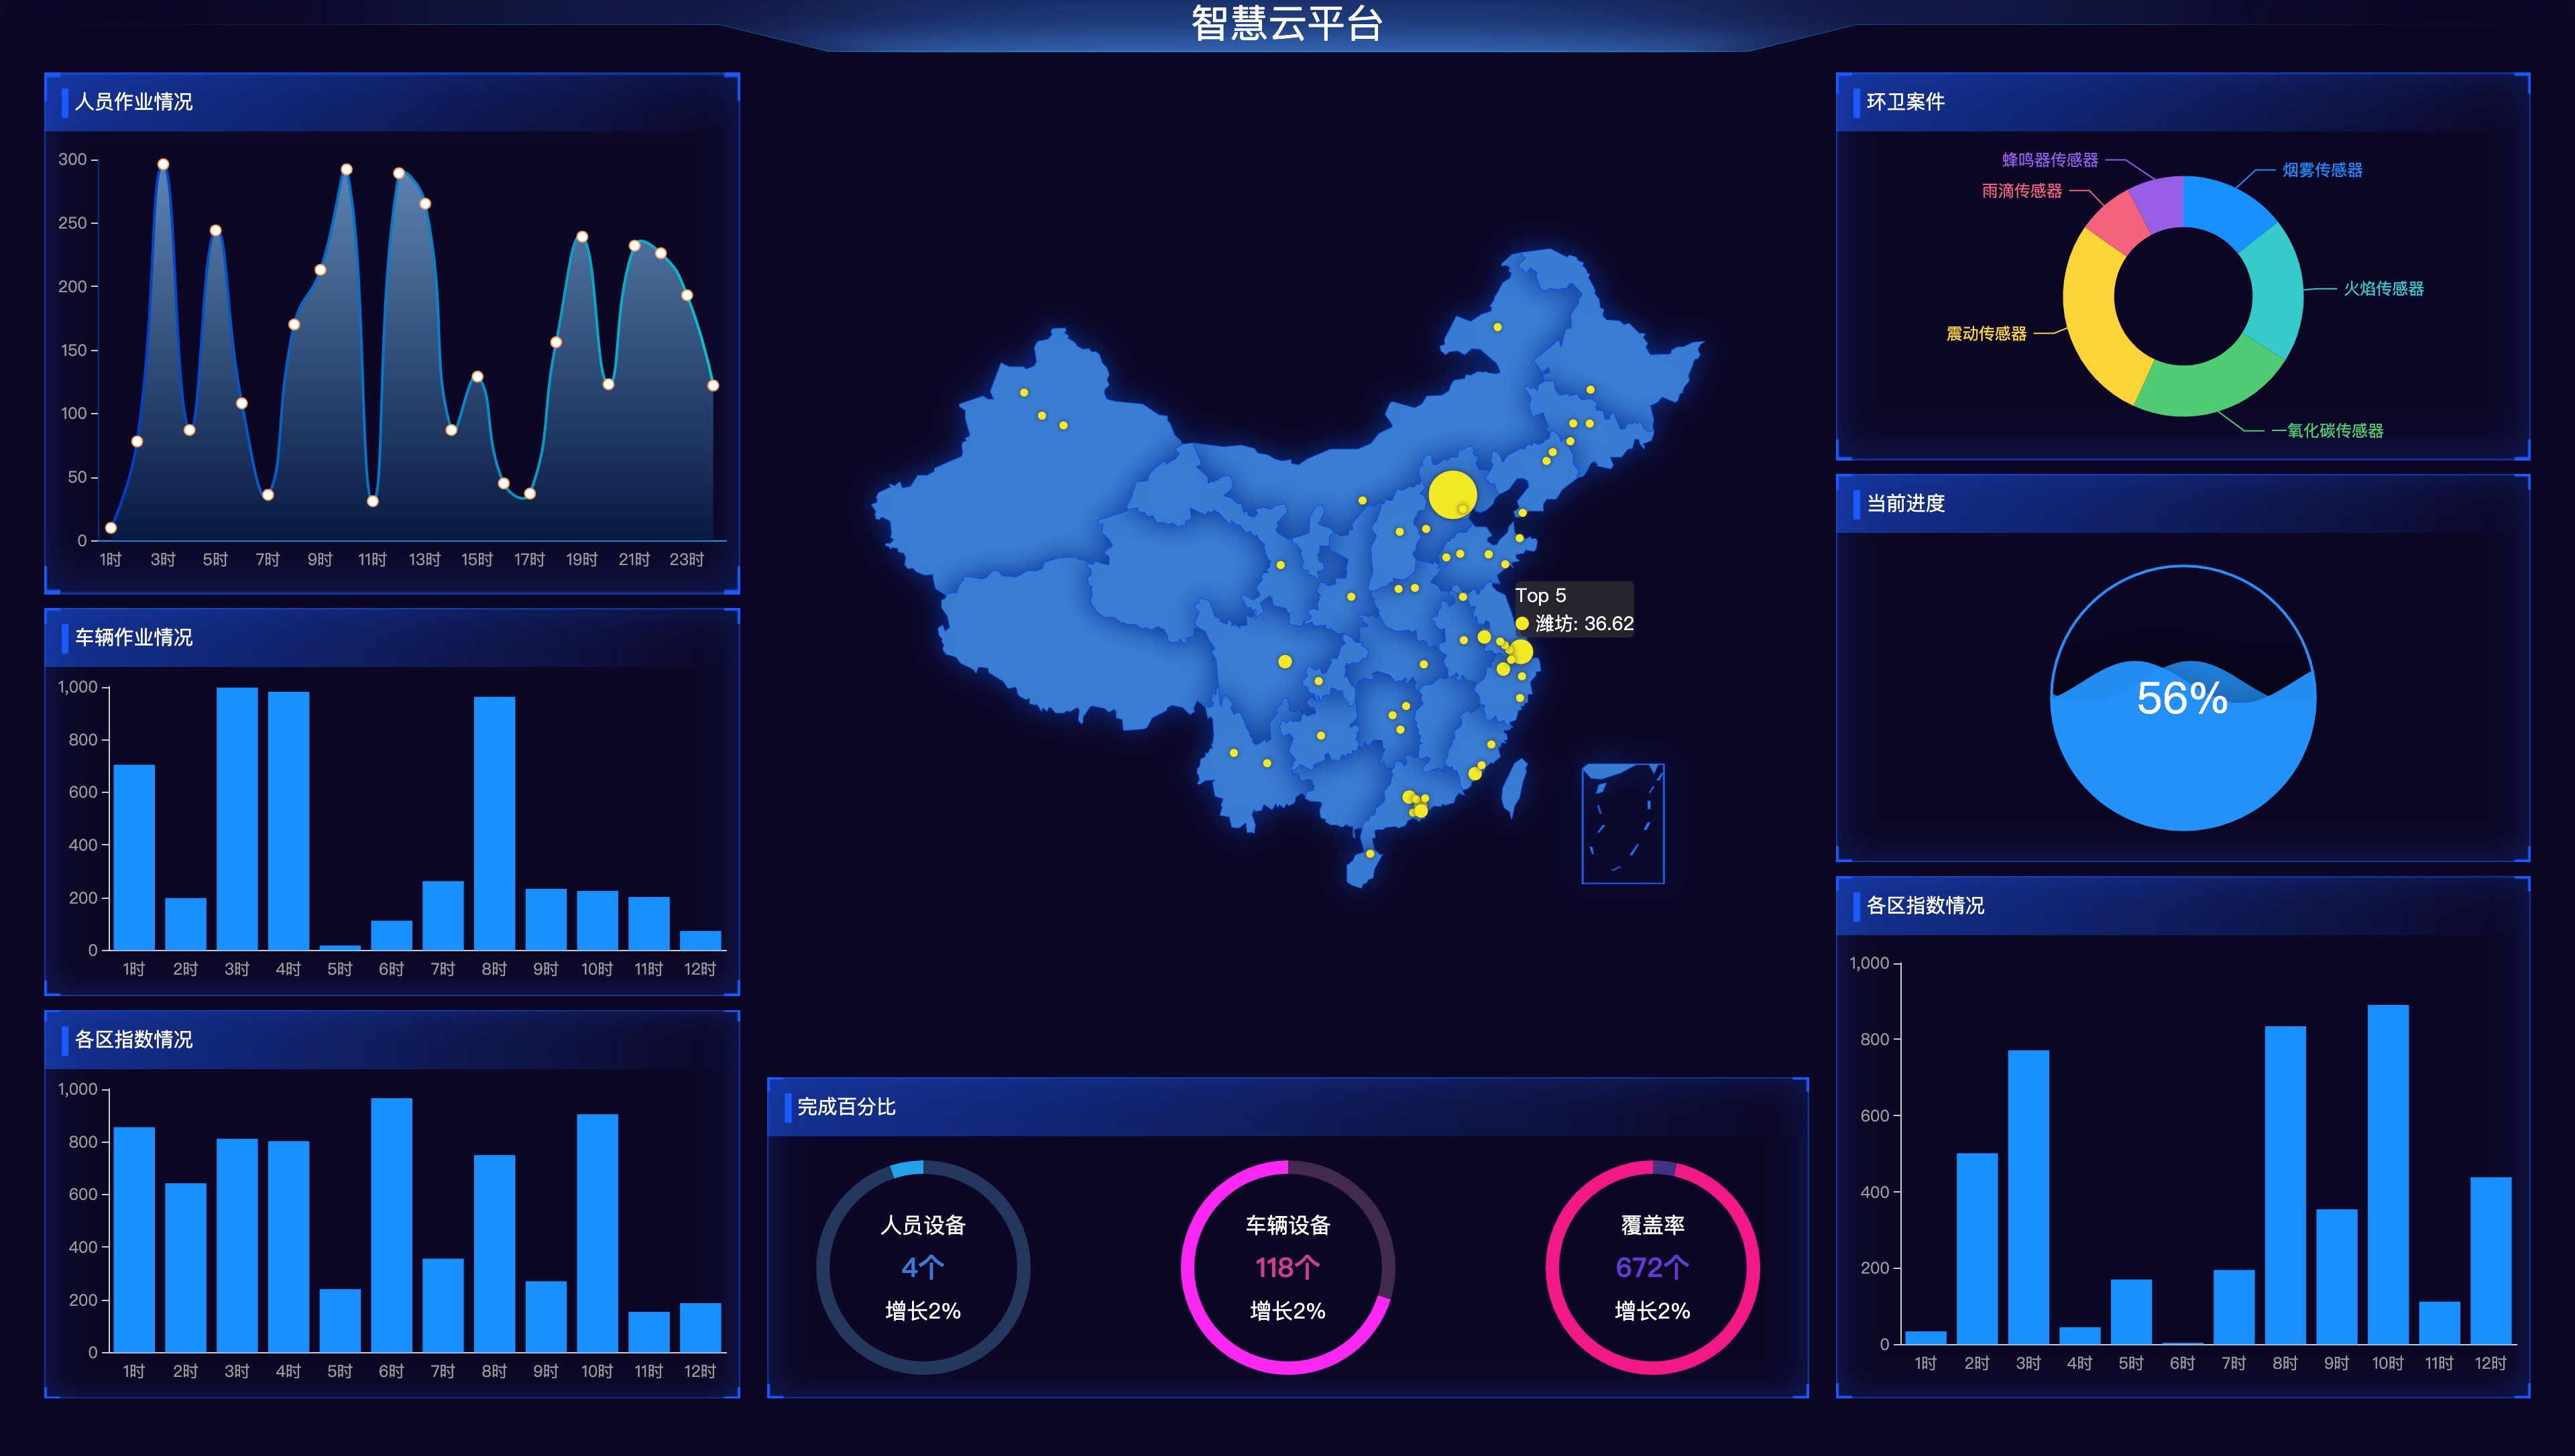 智慧云平台
人员作业情况
300
250
200
150
100
50
0
1时 3时 5时 7时 9时 11时 13时 15时 17时 19时 21时 23时
车辆作业情况
1,000
800
600
400
200
0
1时 2时 3时 4时 5时 6时 7时 8时 9时 10时 11时 12时
各区指数情况
1,000
800
600
400
200
0
1时 2时 3时 4时 5时 6时 7时 8时 9时 10时 11时 12时
Top 5
潍坊: 36.62
完成百分比
人员设备
4个
增长2%
车辆设备
118个
增长2%
覆盖率
672个
增长2%
环卫案件
蜂鸣器传感器
烟雾传感器
雨滴传感器
火焰传感器
震动传感器
一氧化碳传感器
当前进度
56%
各区指数情况
1,000
800
600
400
200
0
1时 2时 3时 4时 5时 6时 7时 8时 9时 10时 11时 12时